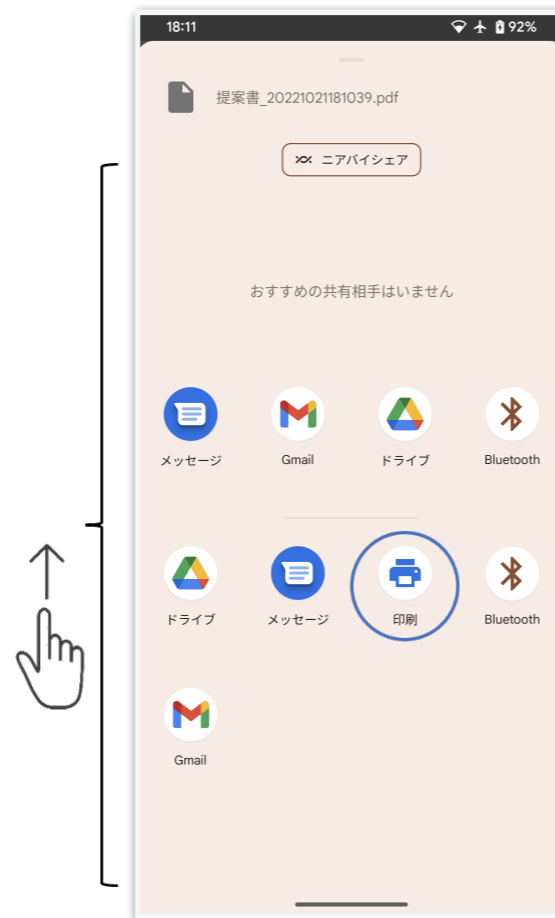 18:11 92%
提案書_20221021181039.pdf
ニアバイシェア
おすすめの共有相手はいません
メッセージ Gmail ドライブ Bluetooth
ドライブ メッセージ 印刷 Bluetooth
Gmail